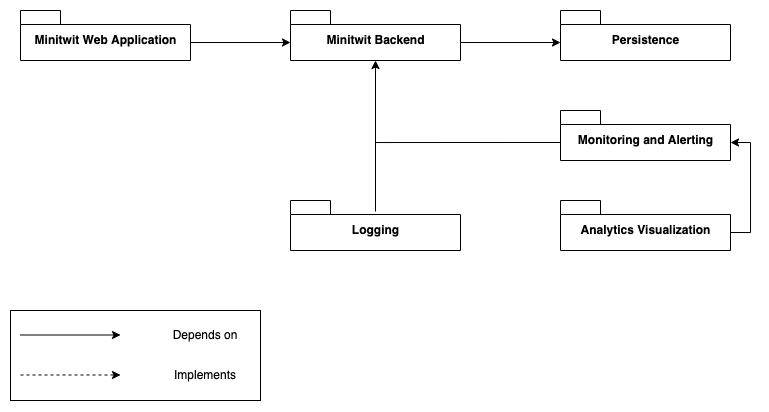 Minitwit Web Application
Minitwit Backend
Persistence
Monitoring and Alerting
Logging
Analytics Visualization
Depends on
Implements